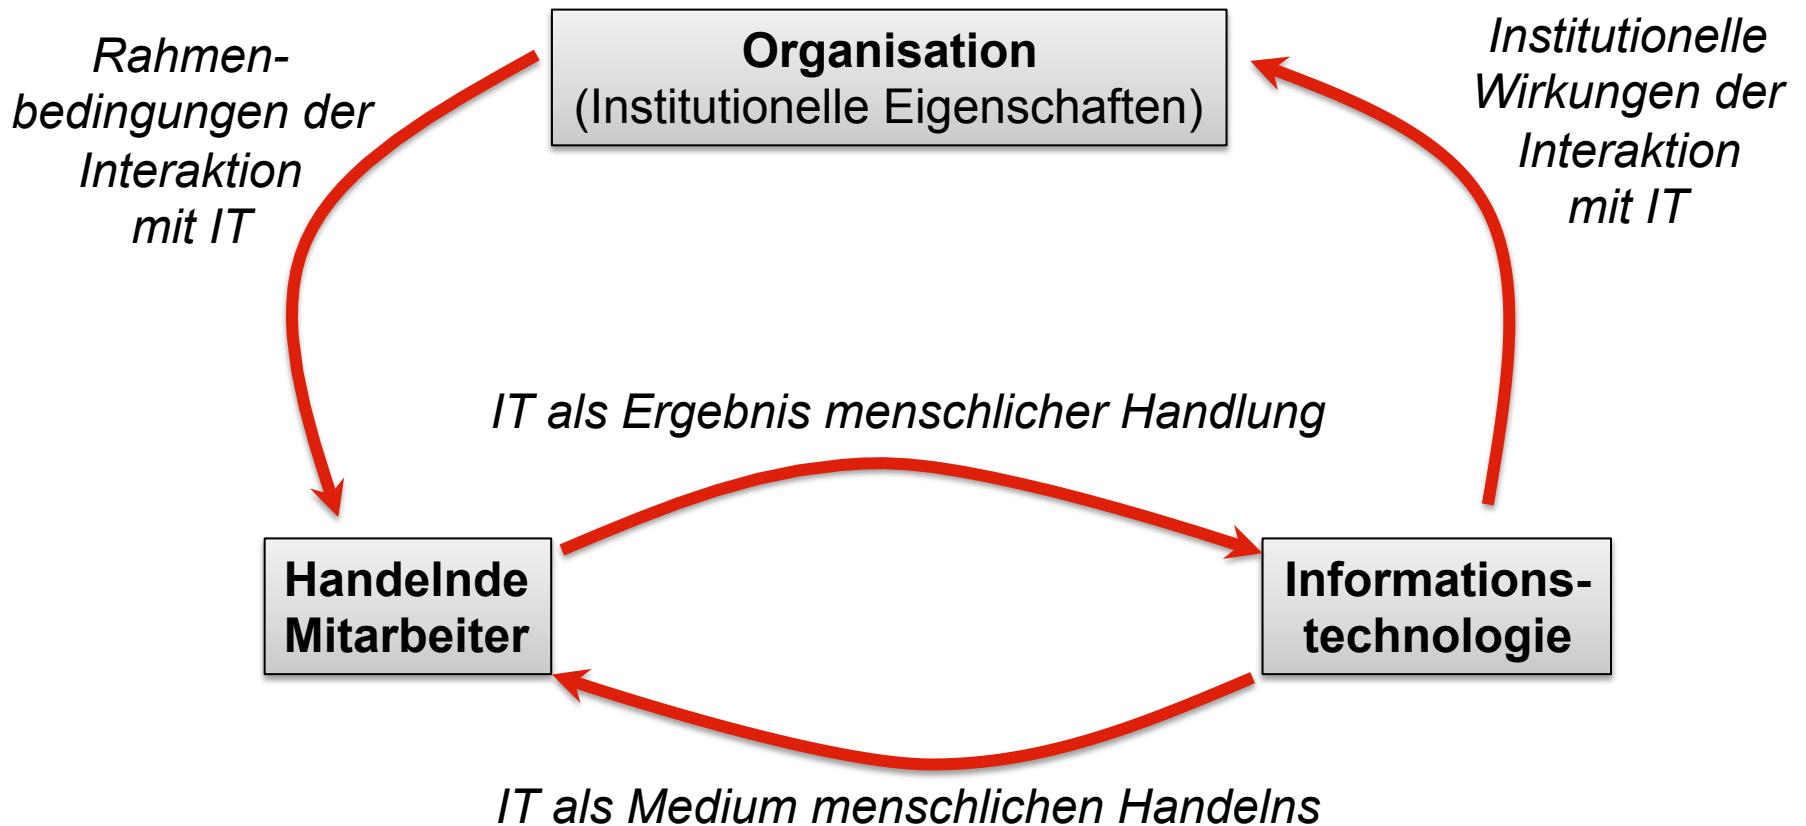 Rahmen-
bedingungen der
Interaktion
mit IT
Organisation
(Institutionelle Eigenschaften)
Institutionelle
Wirkungen der
Interaktion
mit IT
IT als Ergebnis menschlicher Handlung
Handelnde
Mitarbeiter
Informations-
technologie
IT als Medium menschlichen Handelns